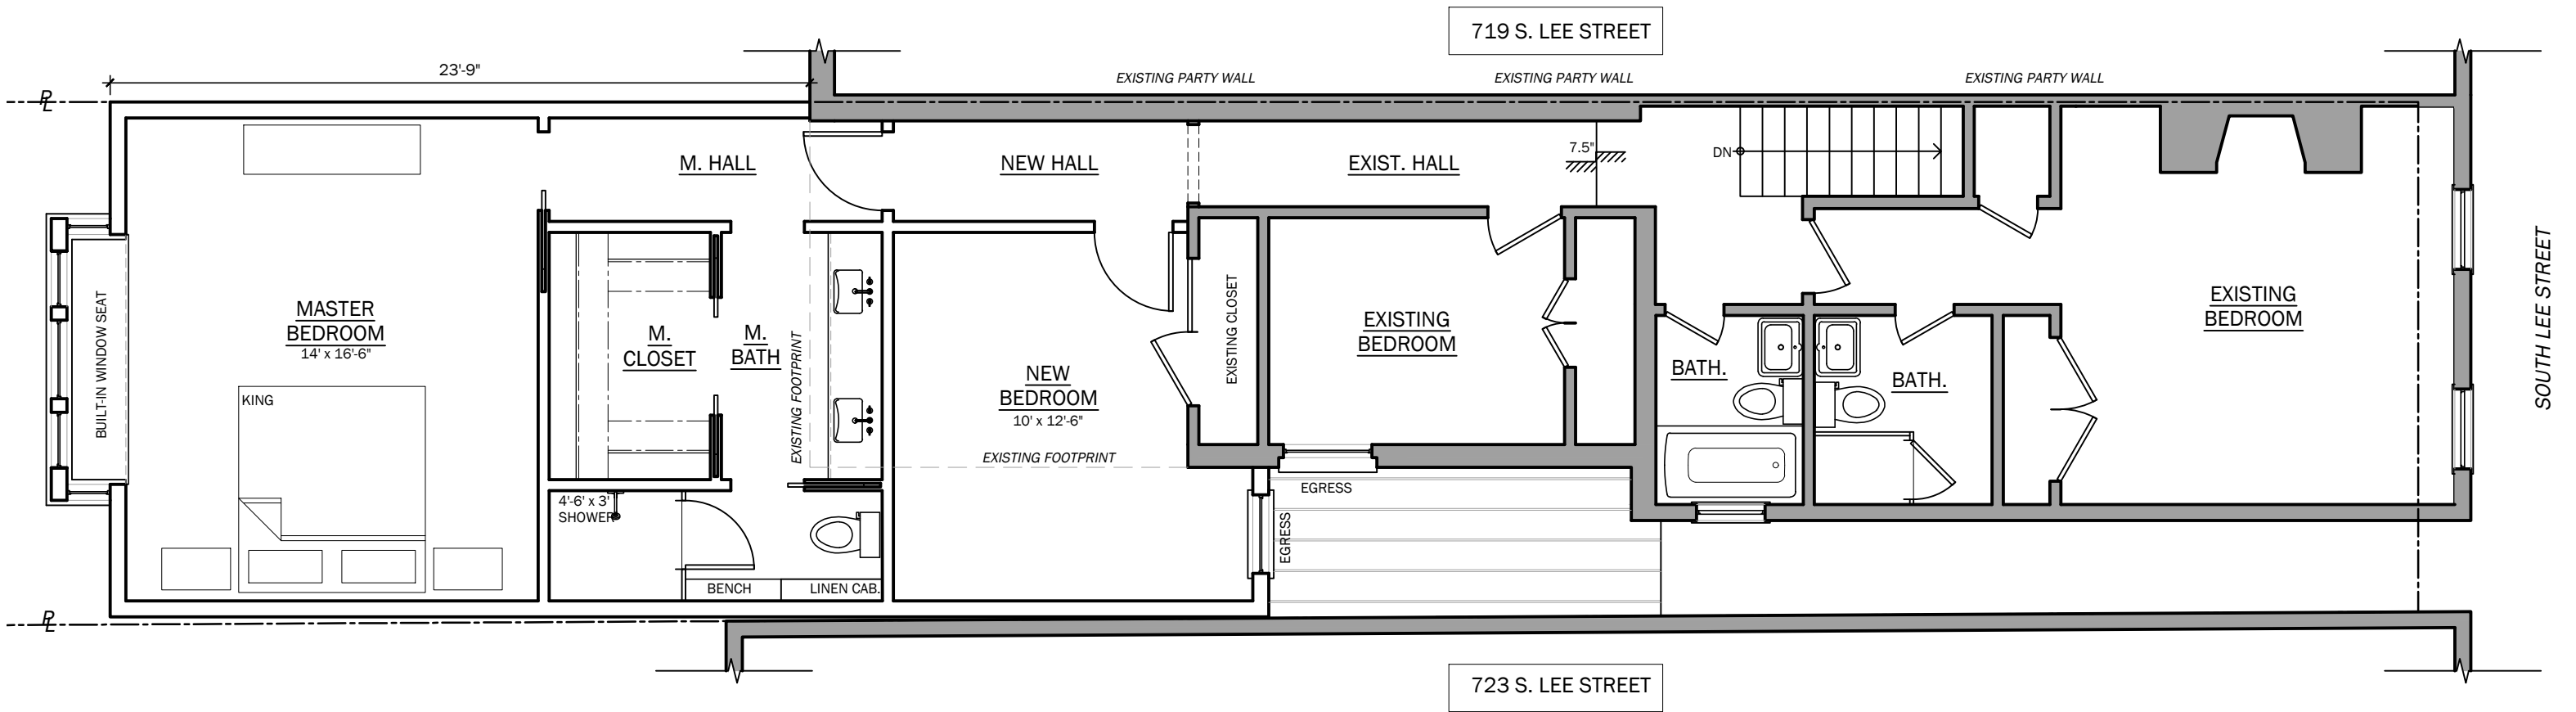 719 S. LEE STREET
23'-9"
EXISTING PARTY WALL
EXISTING PARTY WALL
EXISTING PARTY WALL
PL
M. HALL
NEW HALL
EXIST. HALL
7.5"
DN
BUILT-IN WINDOW SEAT
MASTER
BEDROOM
14' x 16'-6"
KING
M.
CLOSET
M.
BATH
EXISTING FOOTPRINT
NEW
BEDROOM
10' x 12'-6"
EXISTING FOOTPRINT
EXISTING CLOSET
EXISTING
BEDROOM
BATH.
BATH.
EXISTING
BEDROOM
SOUTH LEE STREET
EGRESS
EGRESS
4'-6' x 3'
SHOWER
BENCH
LINEN CAB.
PL
723 S. LEE STREET